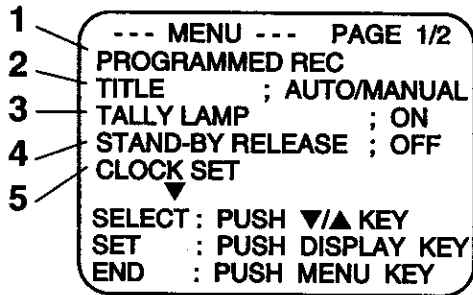 --- MENU --- PAGE 1/2
1 PROGRAMMED REC
2 TITLE ; AUTO/MANUAL
3 TALLY LAMP ; ON
4 STAND-BY RELEASE ; OFF
5 CLOCK SET
▼
SELECT : PUSH ▼/▲ KEY
SET : PUSH DISPLAY KEY
END : PUSH MENU KEY